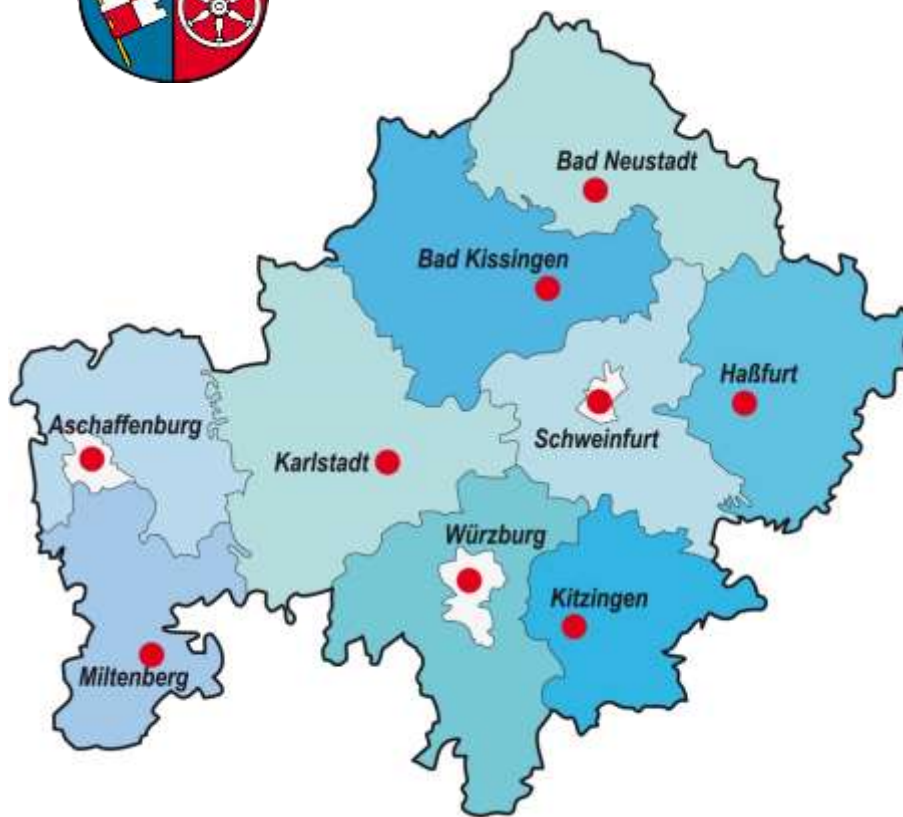 Bad Neustadt
Bad Kissingen
Haßfurt
Aschaffenburg
Schweinfurt
Karlstadt
Würzburg
Kitzingen
Miltenberg